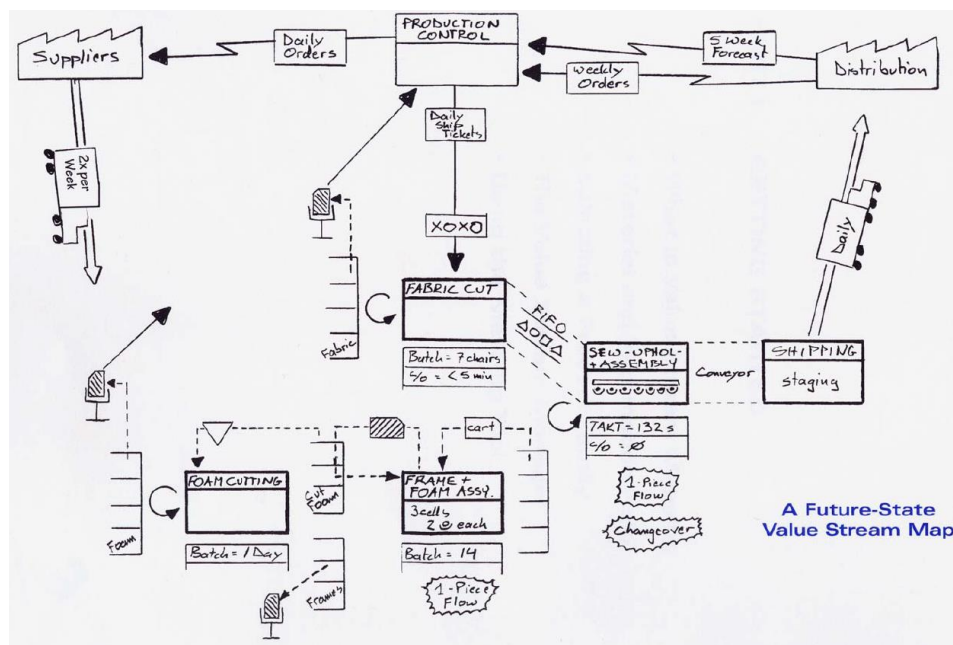 Suppliers
Daily
Orders
PRODUCTION
CONTROL
5 Week
Forecast
Weekly
Orders
Distribution
2x per
Week
Daily
Ship
Tickets
XOXO
Daily
Fabric
FABRIC CUT
Batch = 7 chairs
c/o = < 5 min
FIFO
SEW-UPHOL-
+ASSEMBLY
TAKT = 132 s
c/o = Ø
1-Piece
Flow
Changeover
Conveyor
SHIPPING
staging
Foam
FOAM CUTTING
Batch = 1 Day
Cut
Foam
Frames
cart
FRAME +
FOAM ASSY.
3 cells
2 @ each
Batch = 14
1-Piece
Flow
A Future-State
Value Stream Map